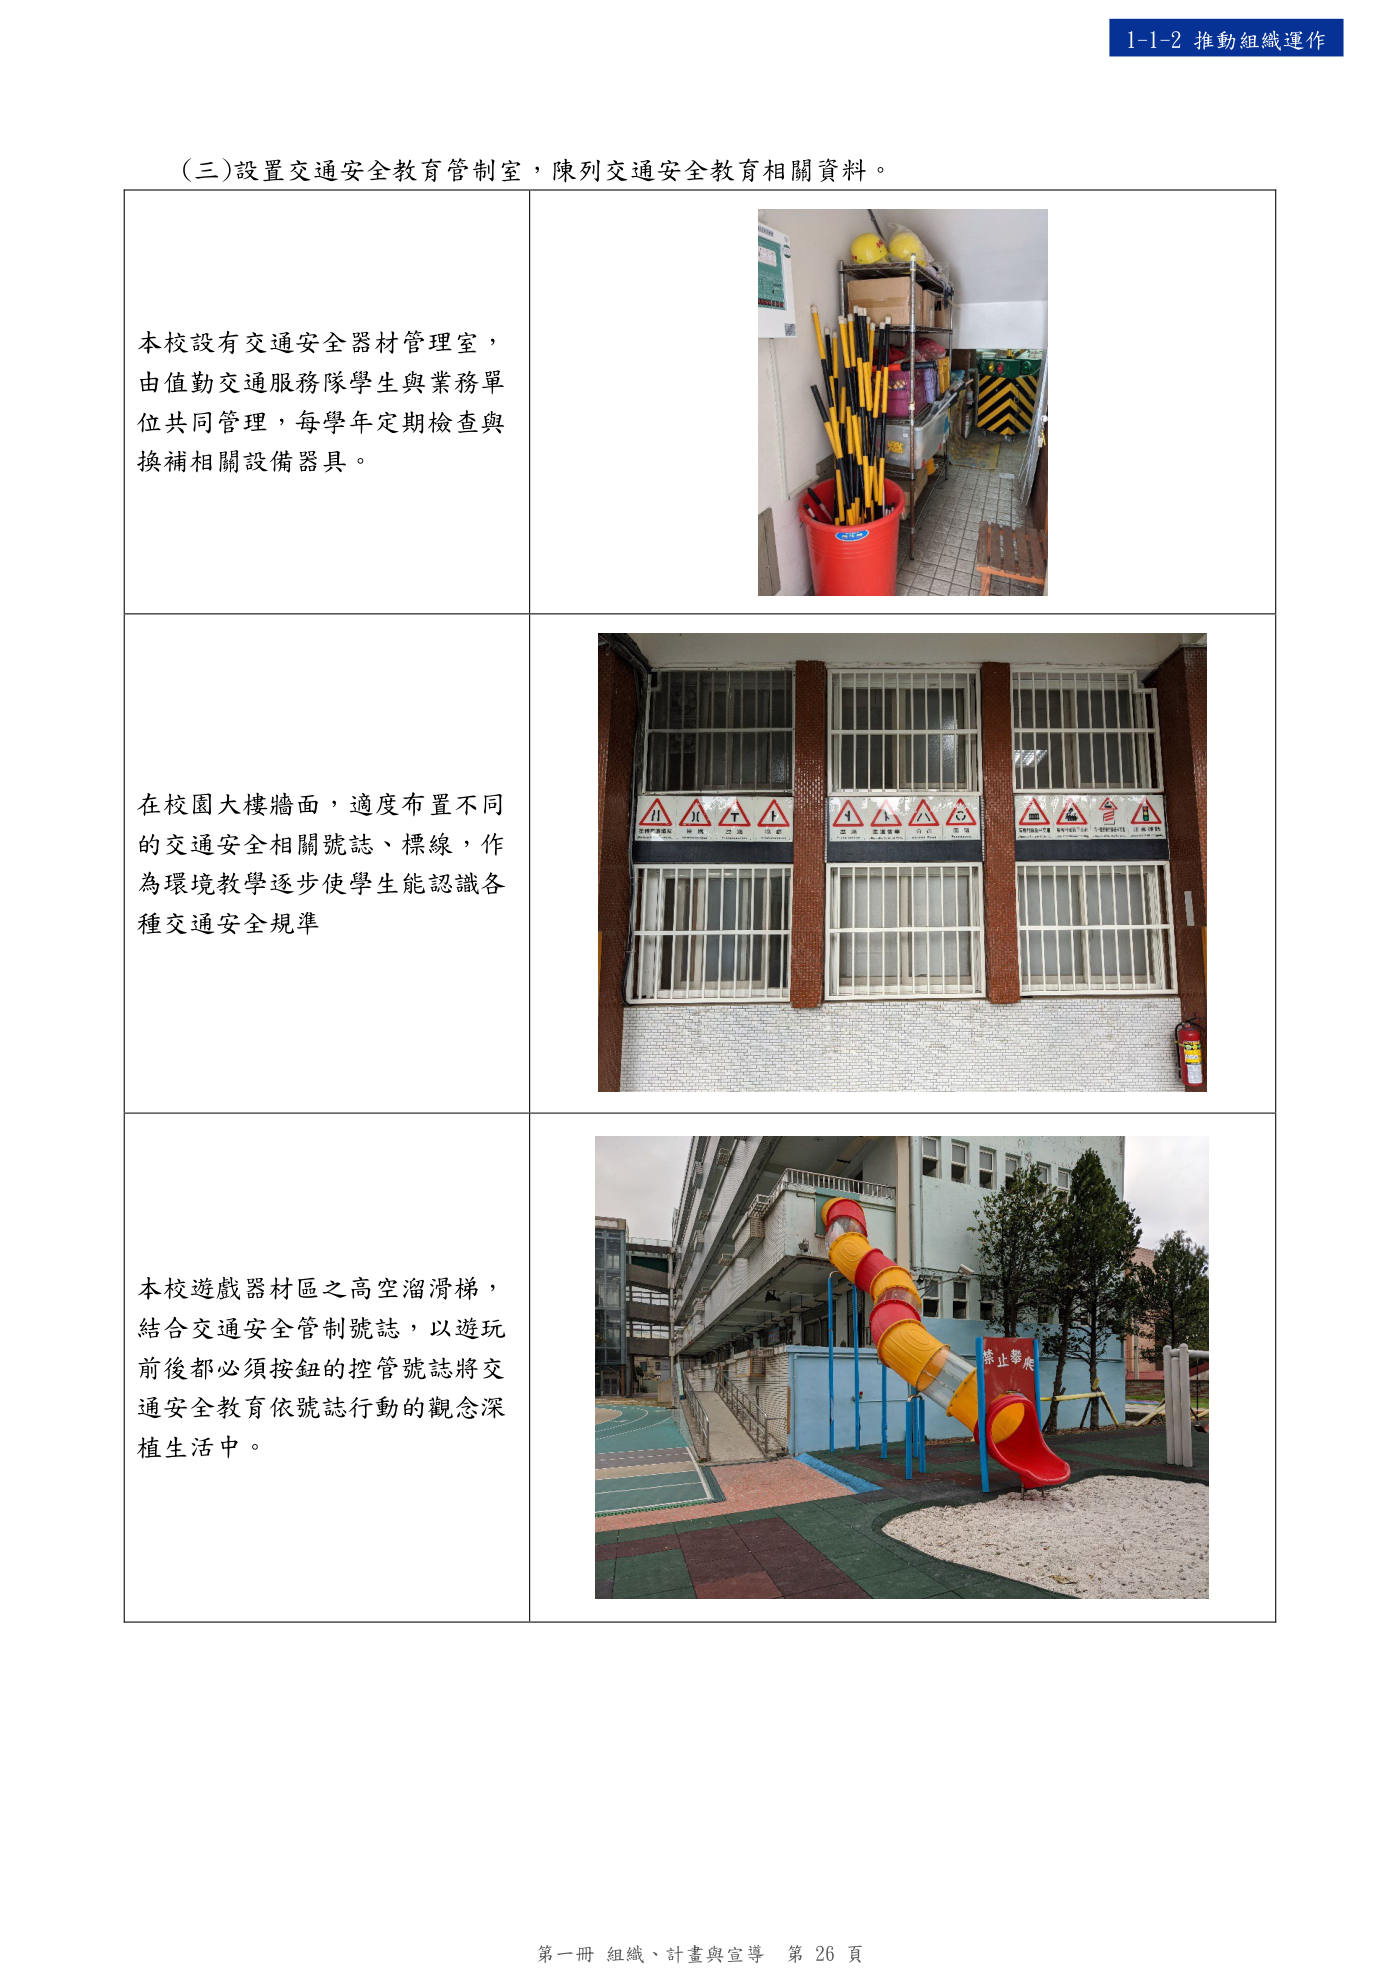 1-1-2 推動組織運作
(三)設置交通安全教育管制室，陳列交通安全教育相關資料。
本校設有交通安全器材管理室，
由值勤交通服務隊學生與業務單
位共同管理，每學年定期檢查與
換補相關設備器具。
在校園大樓牆面，適度布置不同
的交通安全相關號誌、標線，作
為環境教學逐步使學生能認識各
種交通安全規準
本校遊戲器材區之高空溜滑梯，
結合交通安全管制號誌，以遊玩
前後都必須按鈕的控管號誌將交
通安全教育依號誌行動的觀念深
植生活中。
禁止攀爬
第一冊 組織、計畫與宣導 第 26 頁